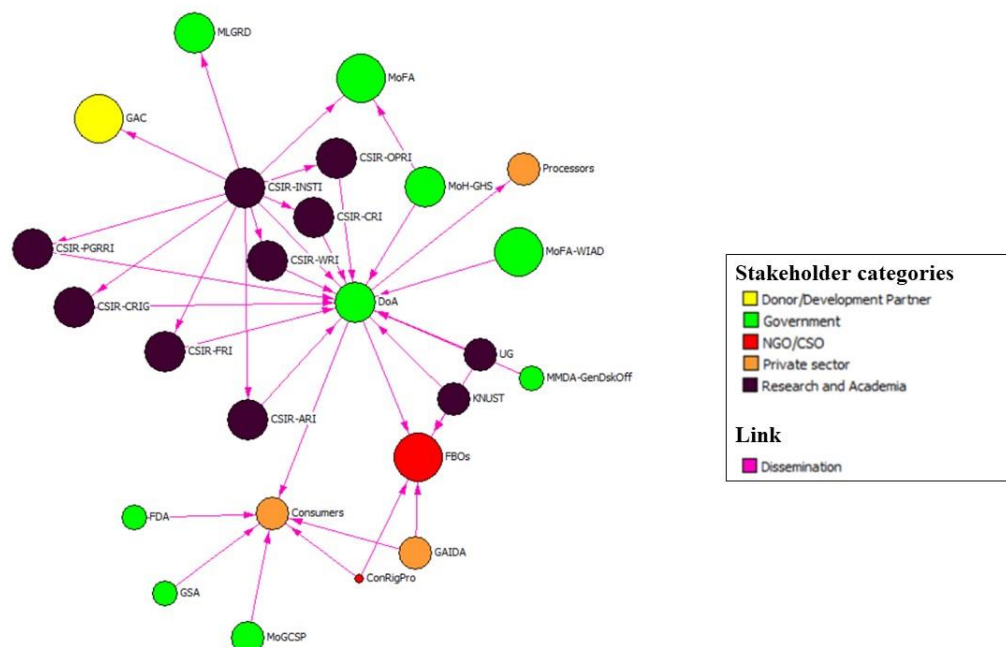 MLGRD
MoFA
GAC
CSIR-OPRI
Processors
CSIR-INSTI
MoH-GHS
CSIR-CRI
CSIR-PGRRI
CSIR-WRI
MoFA-WIAD
CSIR-CRIG
DoA
CSIR-FRI
UG
MMDA-GenDskOff
KNUST
CSIR-ARI
FBOs
FDA
Consumers
GAIDA
ConRigPro
GSA
MoGCSP
Stakeholder categories
Donor/Development Partner
Government
NGO/CSO
Private sector
Research and Academia
Link
Dissemination